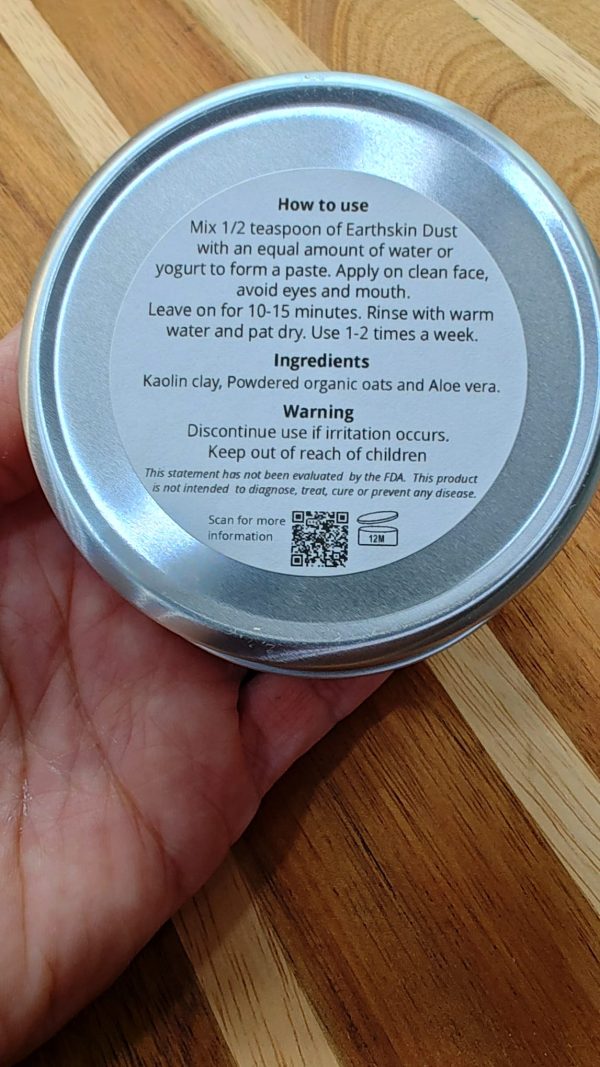 How to use
Mix 1/2 teaspoon of Earthskin Dust
with an equal amount of water or
yogurt to form a paste. Apply on clean face,
avoid eyes and mouth.
Leave on for 10-15 minutes. Rinse with warm
water and pat dry. Use 1-2 times a week.
Ingredients
Kaolin clay, Powdered organic oats and Aloe vera.
Warning
Discontinue use if irritation occurs.
Keep out of reach of children
This statement has not been evaluated by the FDA. This product
is not intended to diagnose, treat, cure or prevent any disease.
Scan for more
information
12M